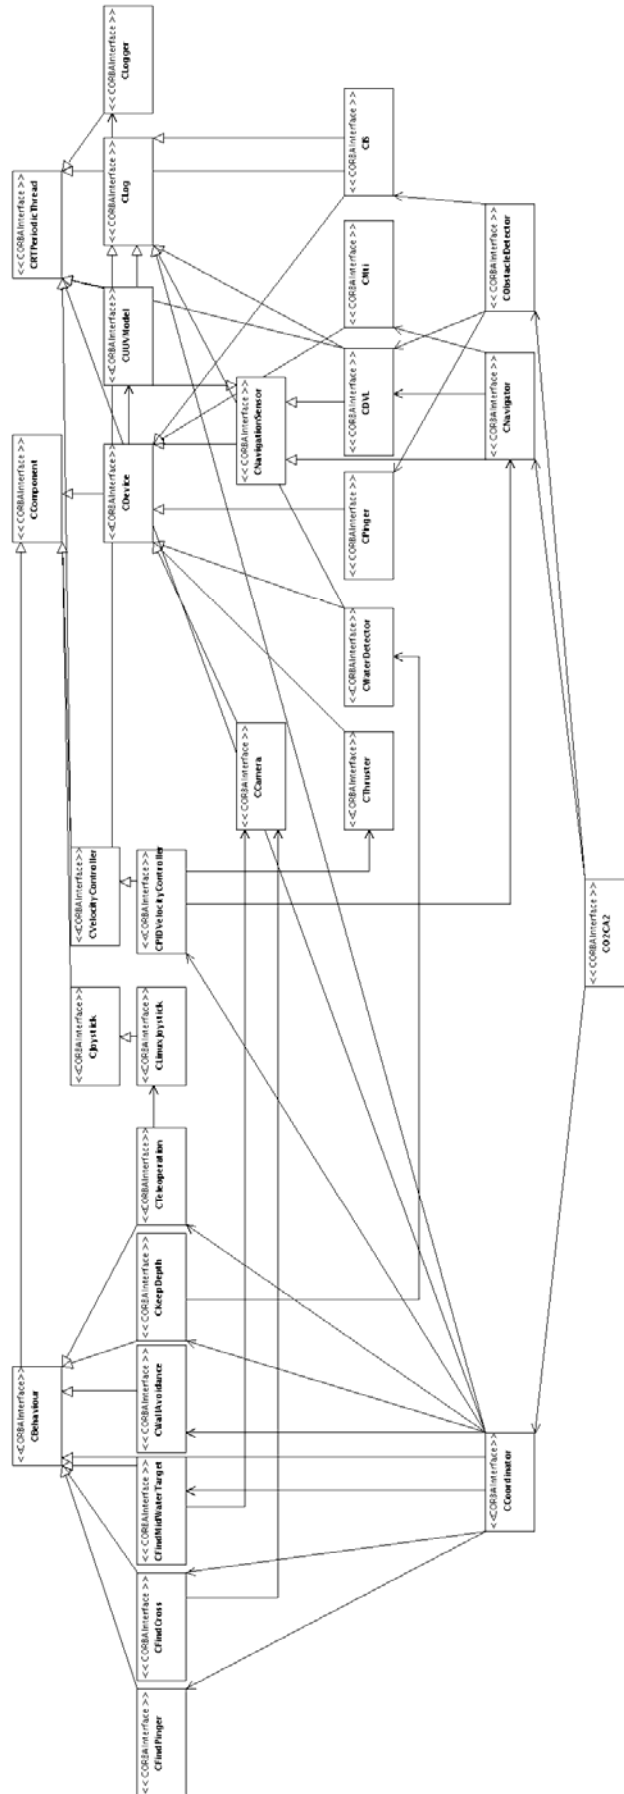 <<CORBAInterface>>
CBehaviour
<< CORBAInterface >>
CComponent
<< CORBAInterface >>
CRTPeriodicThread
<<CORBAInterface>>
CJoystick
<<CORBAInterface>>
CVelocityController
<<CORBAInterface>>
CDevice
<<CORBAInterface>>
CUUVModel
<< CORBAInterface >>
CLog
<< CORBAInterface >>
CLogger
<< CORBAInterface >>
CFindPinger
<< CORBAInterface >>
CFindCross
<< CORBAInterface >>
CFindMidWaterTarget
<< CORBAInterface >>
CWallAvoidance
<< CORBAInterface >>
CKeepDepth
<<CORBAInterface>>
CTeleoperation
<<CORBAInterface>>
CLinuxJoystick
<<CORBAInterface>>
CPIDVelocityController
<< CORBAInterface >>
CCamera
<< CORBAInterface >>
CNavigationSensor
<<CORBAInterface>>
CThruster
<<CORBAInterface>>
CWaterDetector
<< CORBAInterface >>
CPinger
<< CORBAInterface >>
CDVL
<< CORBAInterface >>
CMti
<< CORBAInterface >>
CIS
<<CORBAInterface>>
CCoordinator
<< CORBAInterface >>
CNavigator
<< CORBAInterface >>
CObstacleDetector
<< CORBAInterface >>
CO2CA2